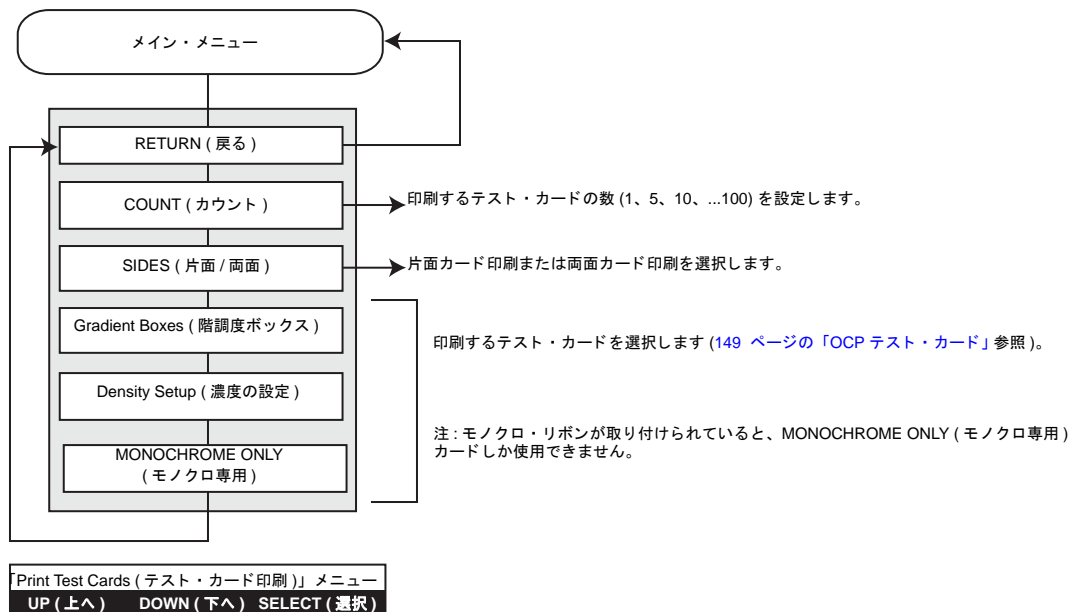 メイン・メニュー
RETURN ( 戻る )
COUNT ( カウント )
印刷するテスト・カードの数 (1、5、10、...100) を設定します。
SIDES ( 片面 / 両面 )
片面カード印刷または両面カード印刷を選択します。
Gradient Boxes ( 階調度ボックス )
印刷するテスト・カードを選択します (149 ページの「OCP テスト・カード」参照 )。
Density Setup ( 濃度の設定 )
注 : モノクロ・リボンが取り付けられていると、MONOCHROME ONLY ( モノクロ専用 )
カードしか使用できません。
MONOCHROME ONLY
( モノクロ専用 )
「Print Test Cards ( テスト・カード印刷 )」メニュー
UP ( 上へ ) DOWN ( 下へ ) SELECT ( 選択 )